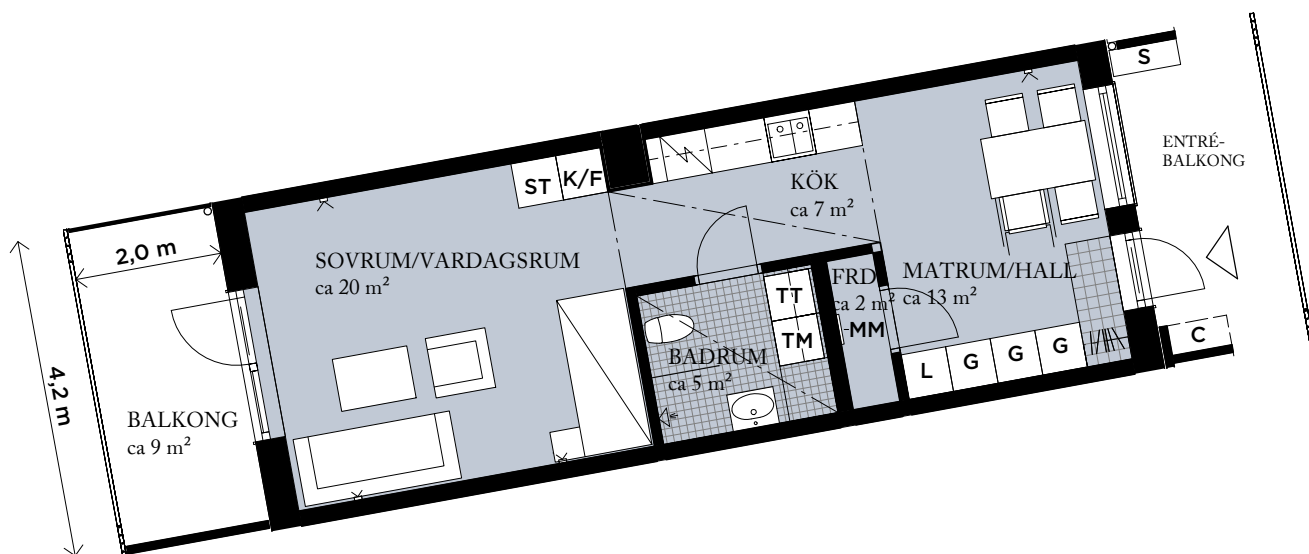 S
ENTRÉ-
BALKONG
ST
K/F
KÖK
ca 7 m²
2,0 m
SOVRUM/VARDAGSRUM
ca 20 m²
TT
TM
FRD
ca 2 m²
MM
MATRUM/HALL
ca 13 m²
BADRUM
ca 5 m²
L
G
G
G
C
4,2 m
BALKONG
ca 9 m²